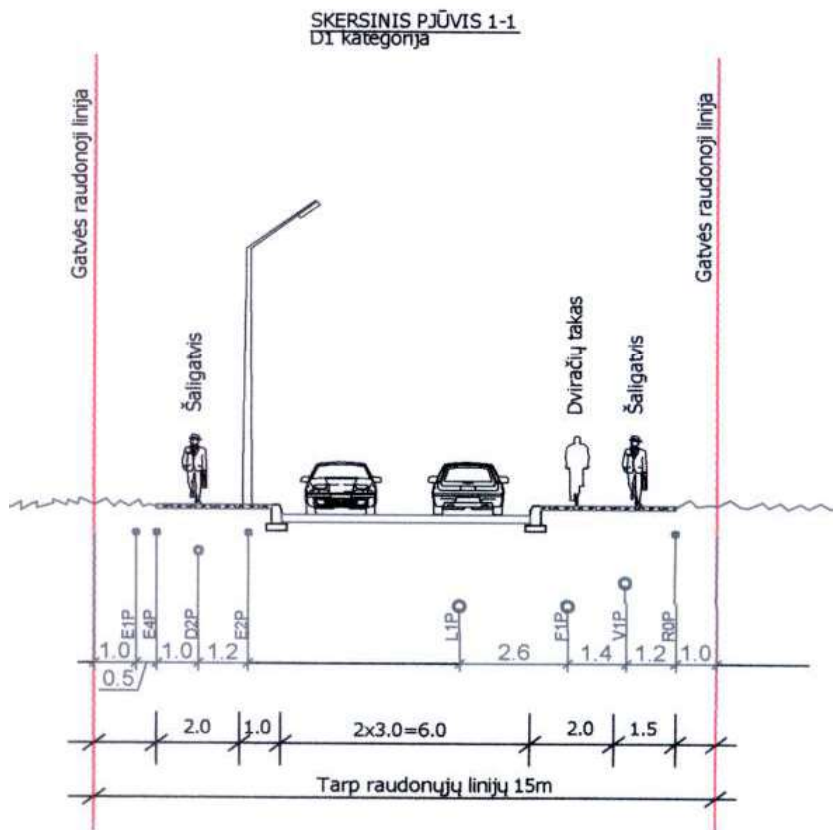 SKERSINIS PJŪVIS 1-1
D1 kategorija
Gatvės raudonoji linija
Gatvės raudonoji linija
Šaligatvis
Dviračių takas
Šaligatvis
E1P
E4P
D2P
E2P
L1P
F1P
V1P
R0P
1.0
0.5
1.0
1.2
2.6
1.4
1.2
1.0
2.0
1.0
2x3.0=6.0
2.0
1.5
Tarp raudonųjų linijų 15m